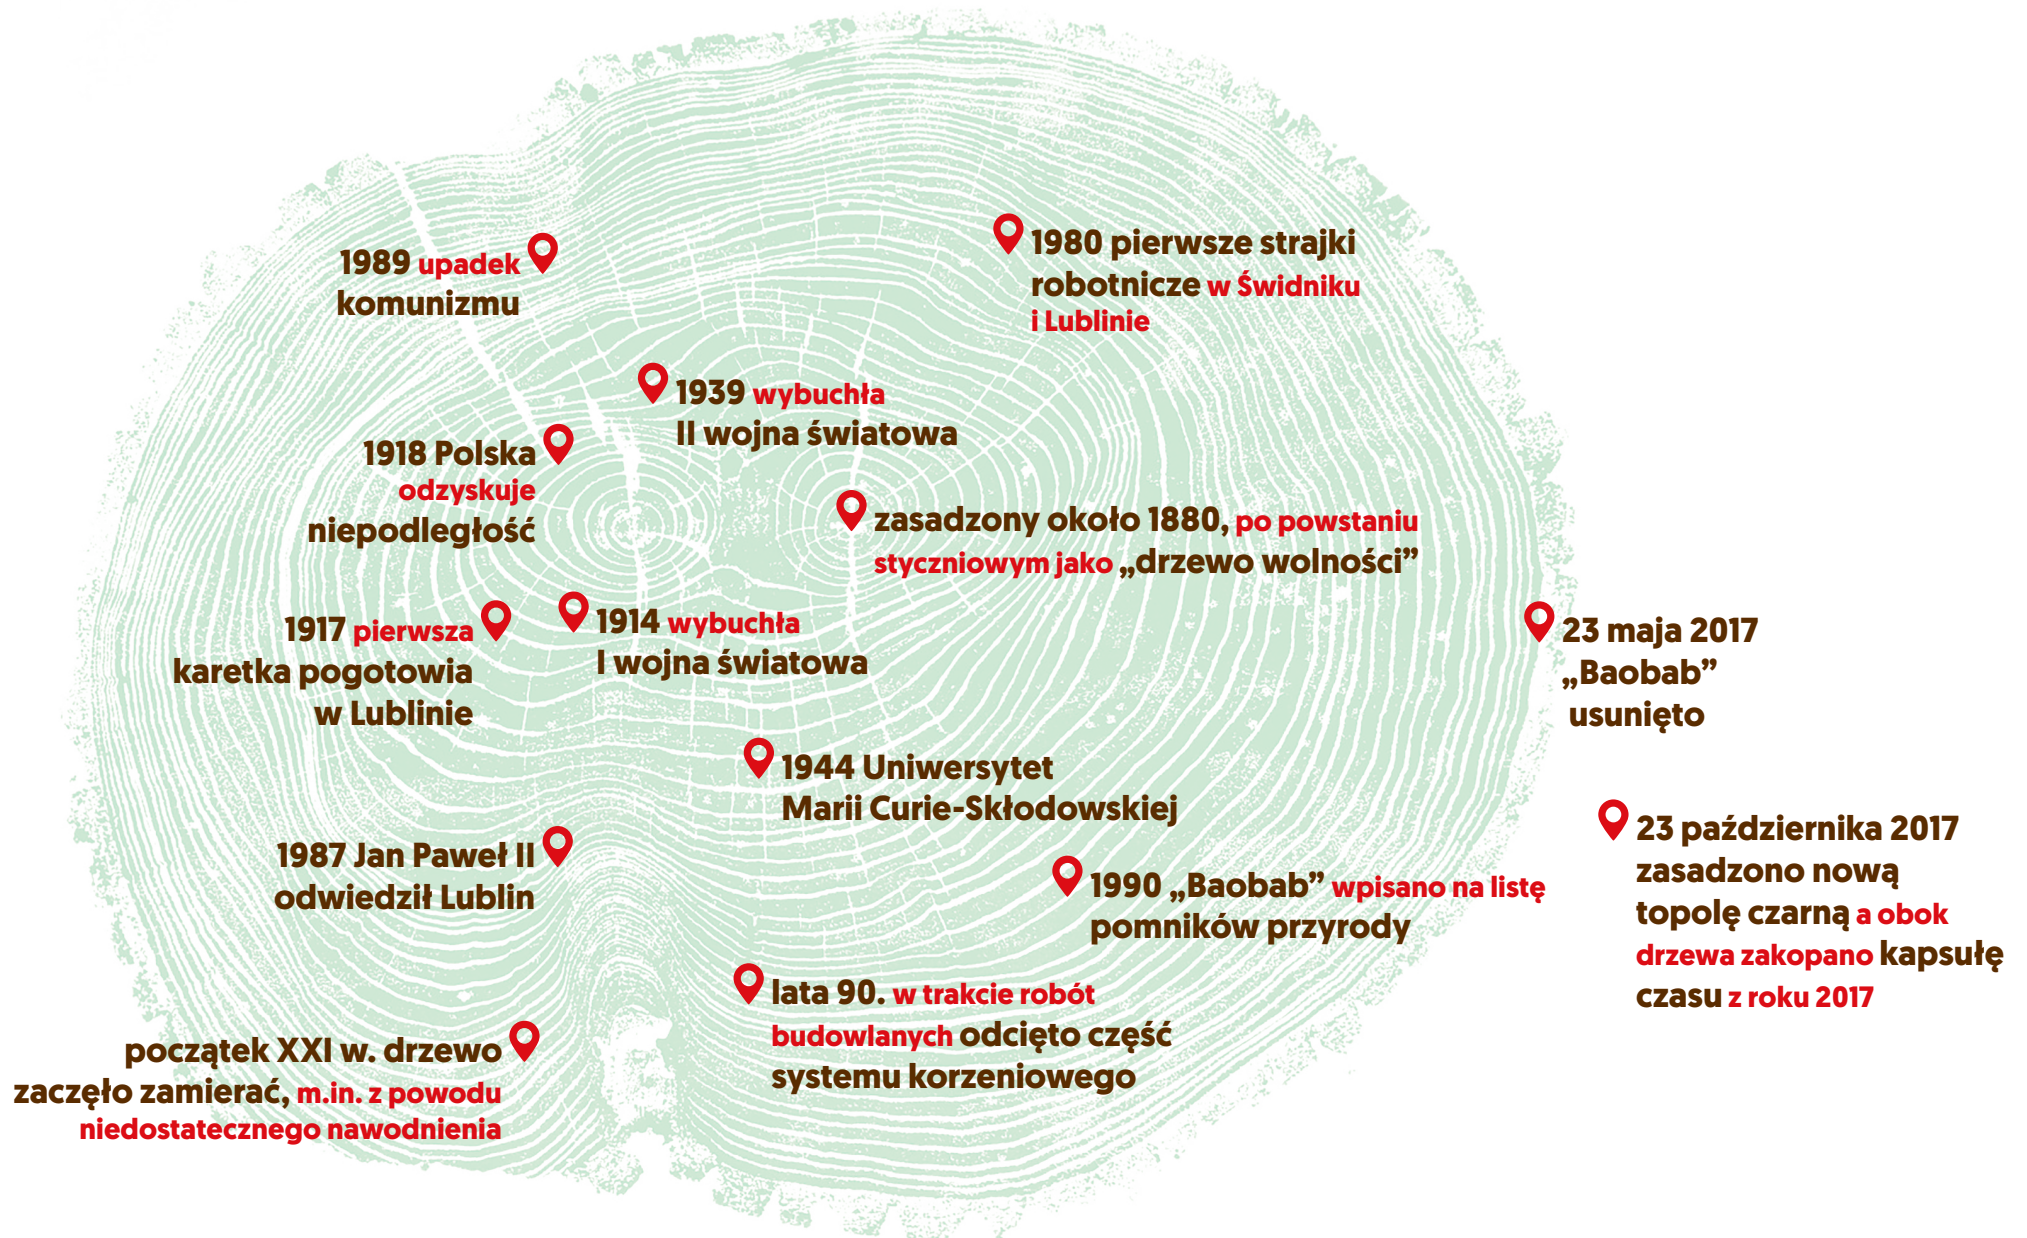 1989 upadek
komunizmu
1980 pierwsze strajki
robotnicze w Świdniku
i Lublinie
1939 wybuchła
II wojna światowa
1918 Polska
odzyskuje
niepodległość
zasadzony około 1880, po powstaniu
styczniowym jako „drzewo wolności”
1917 pierwsza
karetka pogotowia
w Lublinie
1914 wybuchła
I wojna światowa
23 maja 2017
„Baobab”
usunięto
1944 Uniwersytet
Marii Curie-Skłodowskiej
23 października 2017
zasadzono nową
topolę czarną a obok
drzewa zakopano kapsułę
czasu z roku 2017
1987 Jan Paweł II
odwiedził Lublin
1990 „Baobab” wpisano na listę
pomników przyrody
lata 90. w trakcie robót
budowlanych odcięto część
systemu korzeniowego
początek XXI w. drzewo
zaczęło zamierać, m.in. z powodu
niedostatecznego nawodnienia